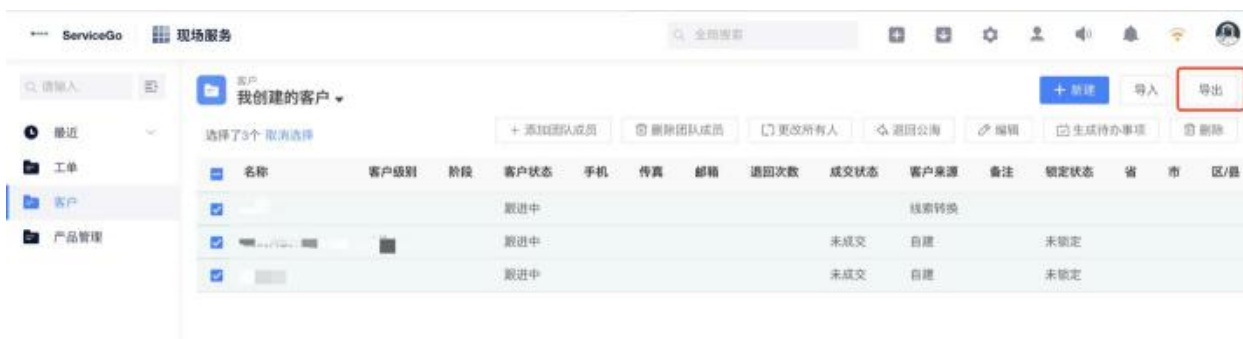 ServiceGo 现场服务 全局搜索
请输入
客户
我创建的客户
+ 新建 导入 导出
最近
选择了3个 取消选择 + 添加团队成员 删除团队成员 更改所有人 退回公海 编辑 生成待办事项 删除
工单
名称 客户级别 阶段 客户状态 手机 传真 邮箱 退回次数 成交状态 客户来源 备注 锁定状态 省 市 区/县
客户
跟进中 线索转换
产品管理
跟进中 未成交 自建 未锁定
跟进中 未成交 自建 未锁定